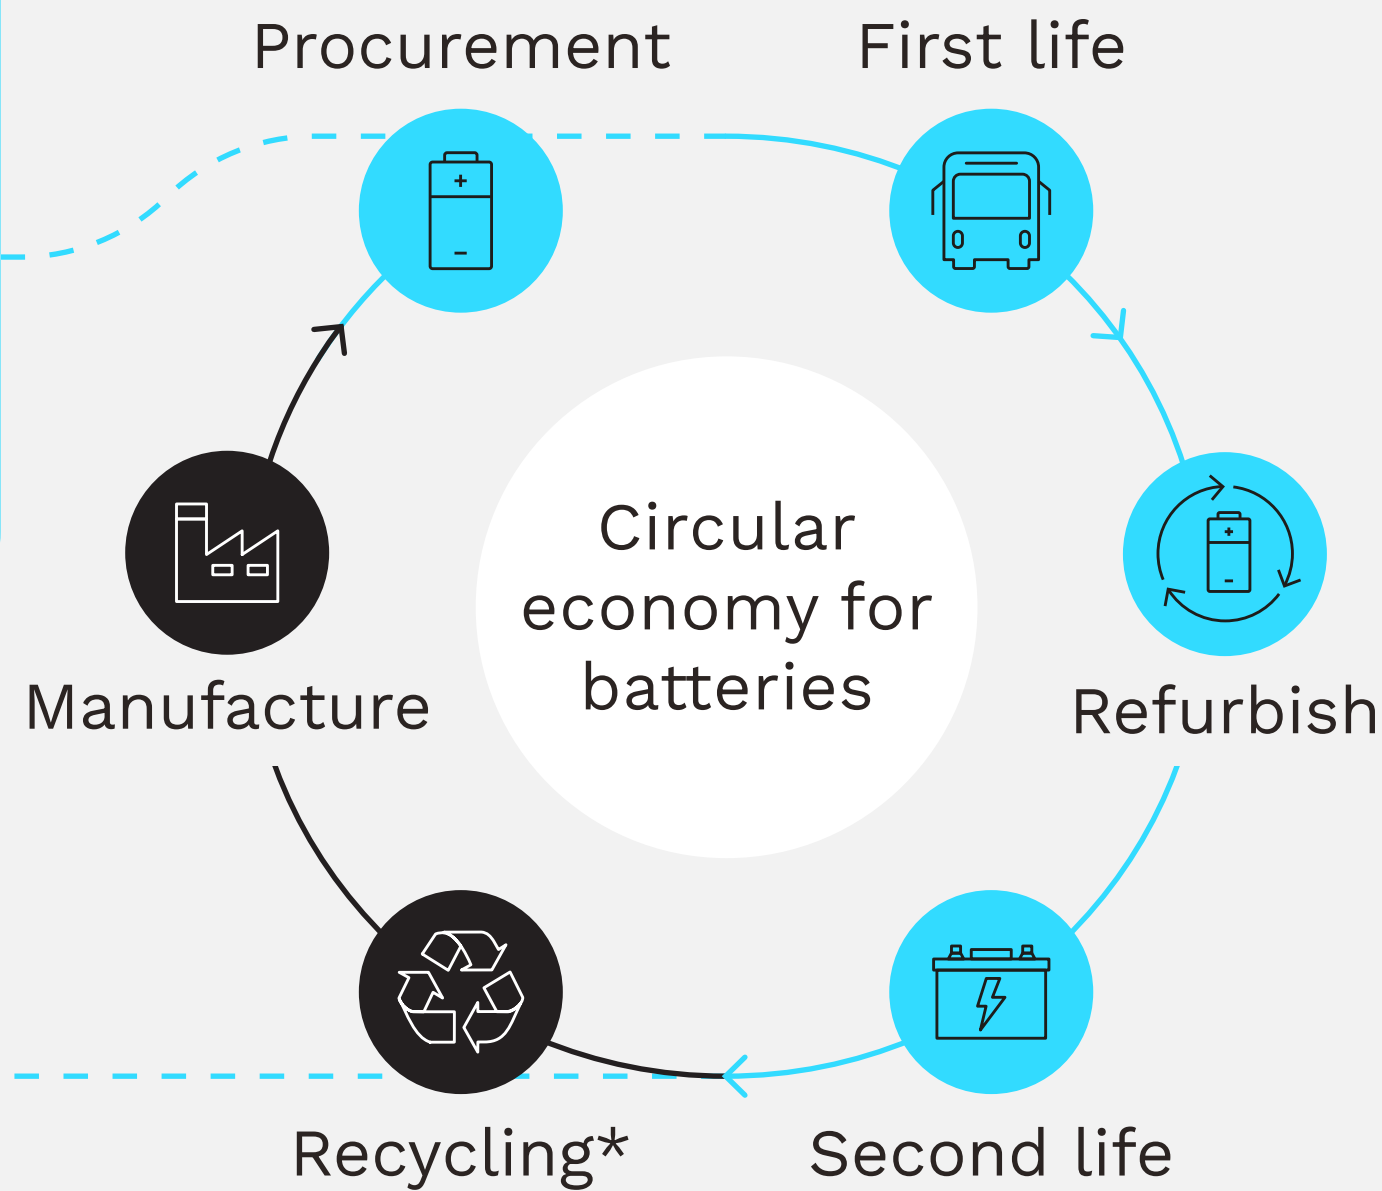 Procurement
First life
Circular
economy for
batteries
Manufacture
Refurbish
Recycling*
Second life